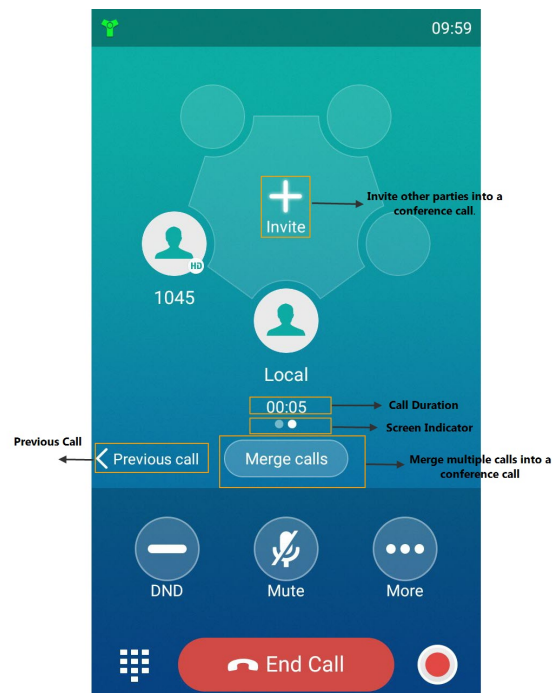 09:59
Invite
Invite other parties into a
conference call.
HD
1045
Local
00:05
Call Duration
Screen Indicator
Previous Call
Previous call
Merge calls
Merge multiple calls into a
conference call
DND
Mute
More
End Call